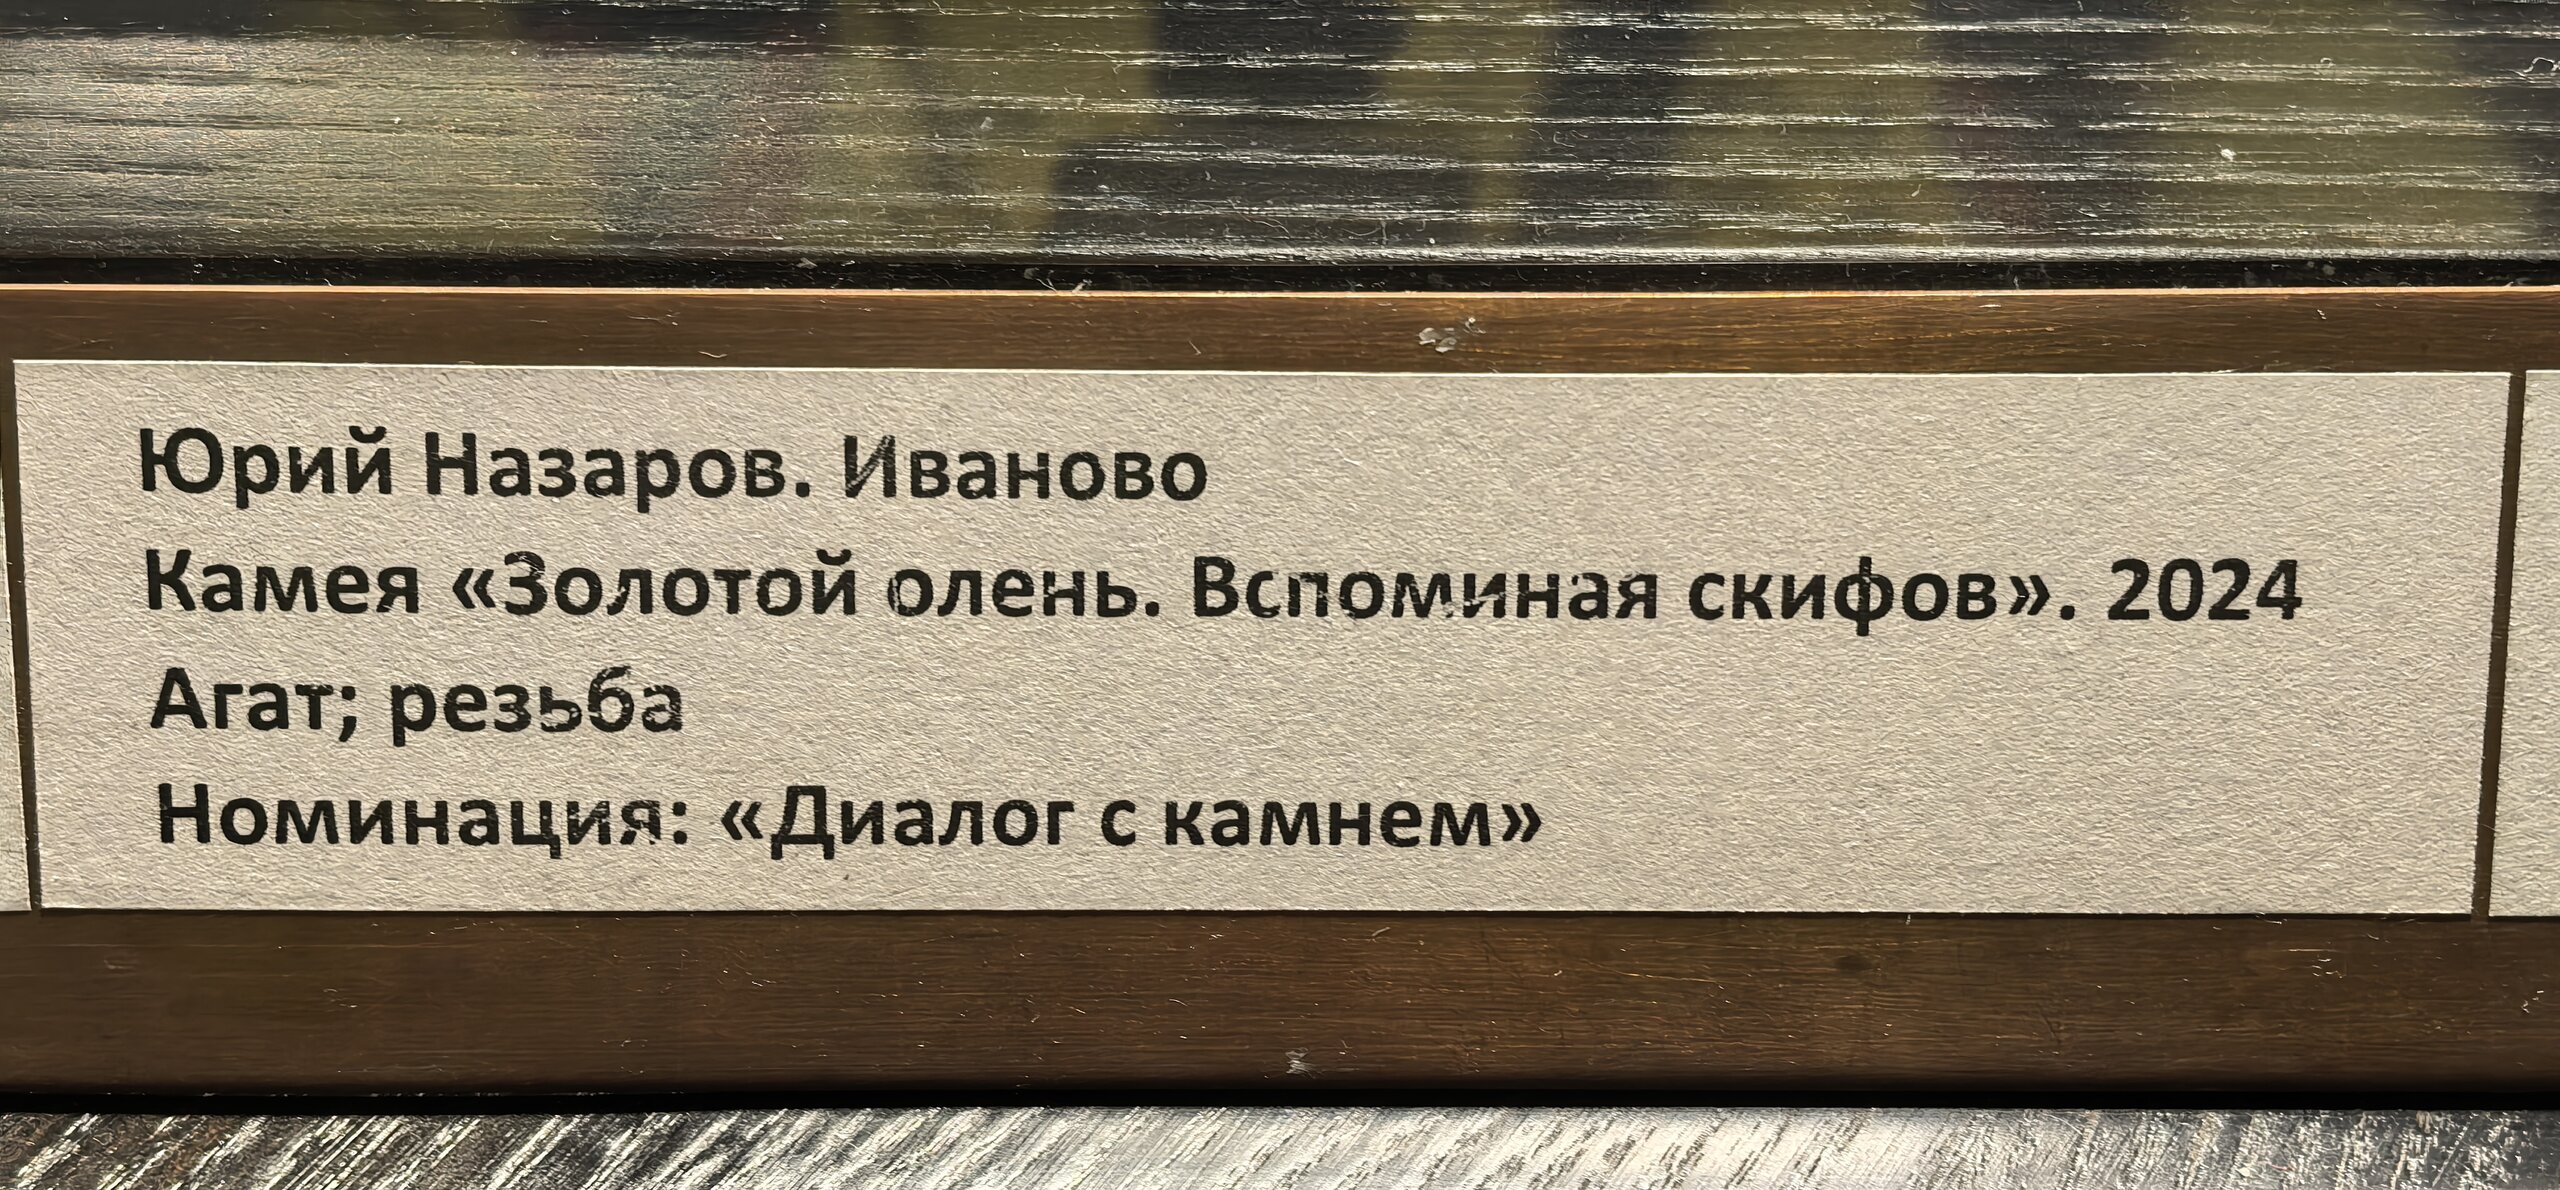 Юрий Назаров. Иваново
Камея «Золотой олень. Вспоминая скифов». 2024
Агат; резьба
Номинация: «Диалог с камнем»